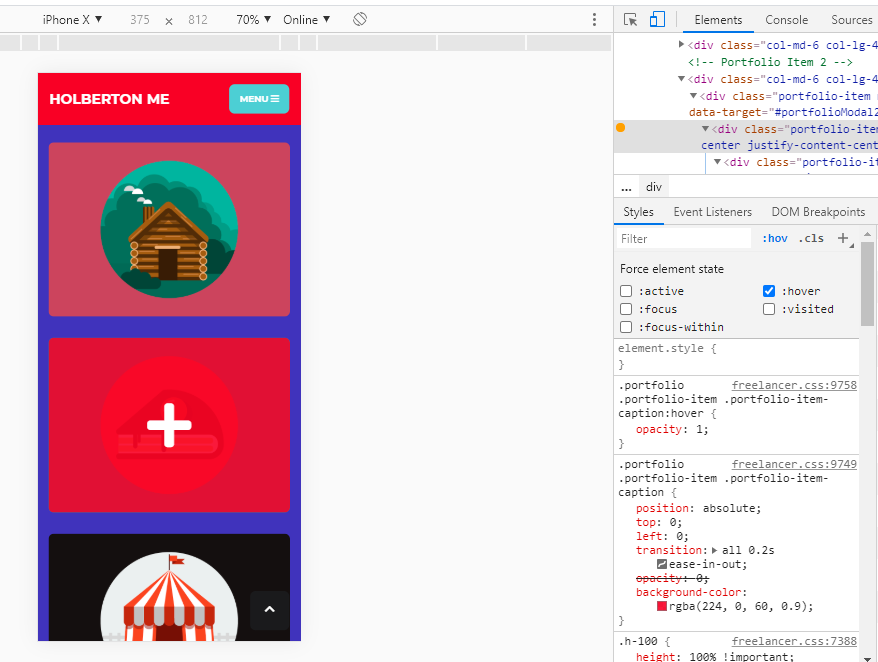 iPhone X ▼ 375 x 812 70% ▼ Online ▼
HOLBERTON ME
MENU
Elements Console Sources
▶<div class="col-md-6 col-lg-4
<!-- Portfolio Item 2 -->
▼<div class="col-md-6 col-lg-4
▼<div class="portfolio-item
data-target="#portfolioModal2
▼<div class="portfolio-ite
center justify-content-cent
▼<div class="portfolio-it
... div
Styles Event Listeners DOM Breakpoints
Filter :hov .cls +
Force element state
:active :hover
:focus :visited
:focus-within
element.style {
}
.portfolio freelancer.css:9758
.portfolio-item .portfolio-item-
caption:hover {
opacity: 1;
}
.portfolio freelancer.css:9749
.portfolio-item .portfolio-item-
caption {
position: absolute;
top: 0;
left: 0;
transition:▶ all 0.2s
ease-in-out;
opacity: 0;
background-color:
rgba(224, 0, 60, 0.9);
}
.h-100 { freelancer.css:7388
height: 100% !important;